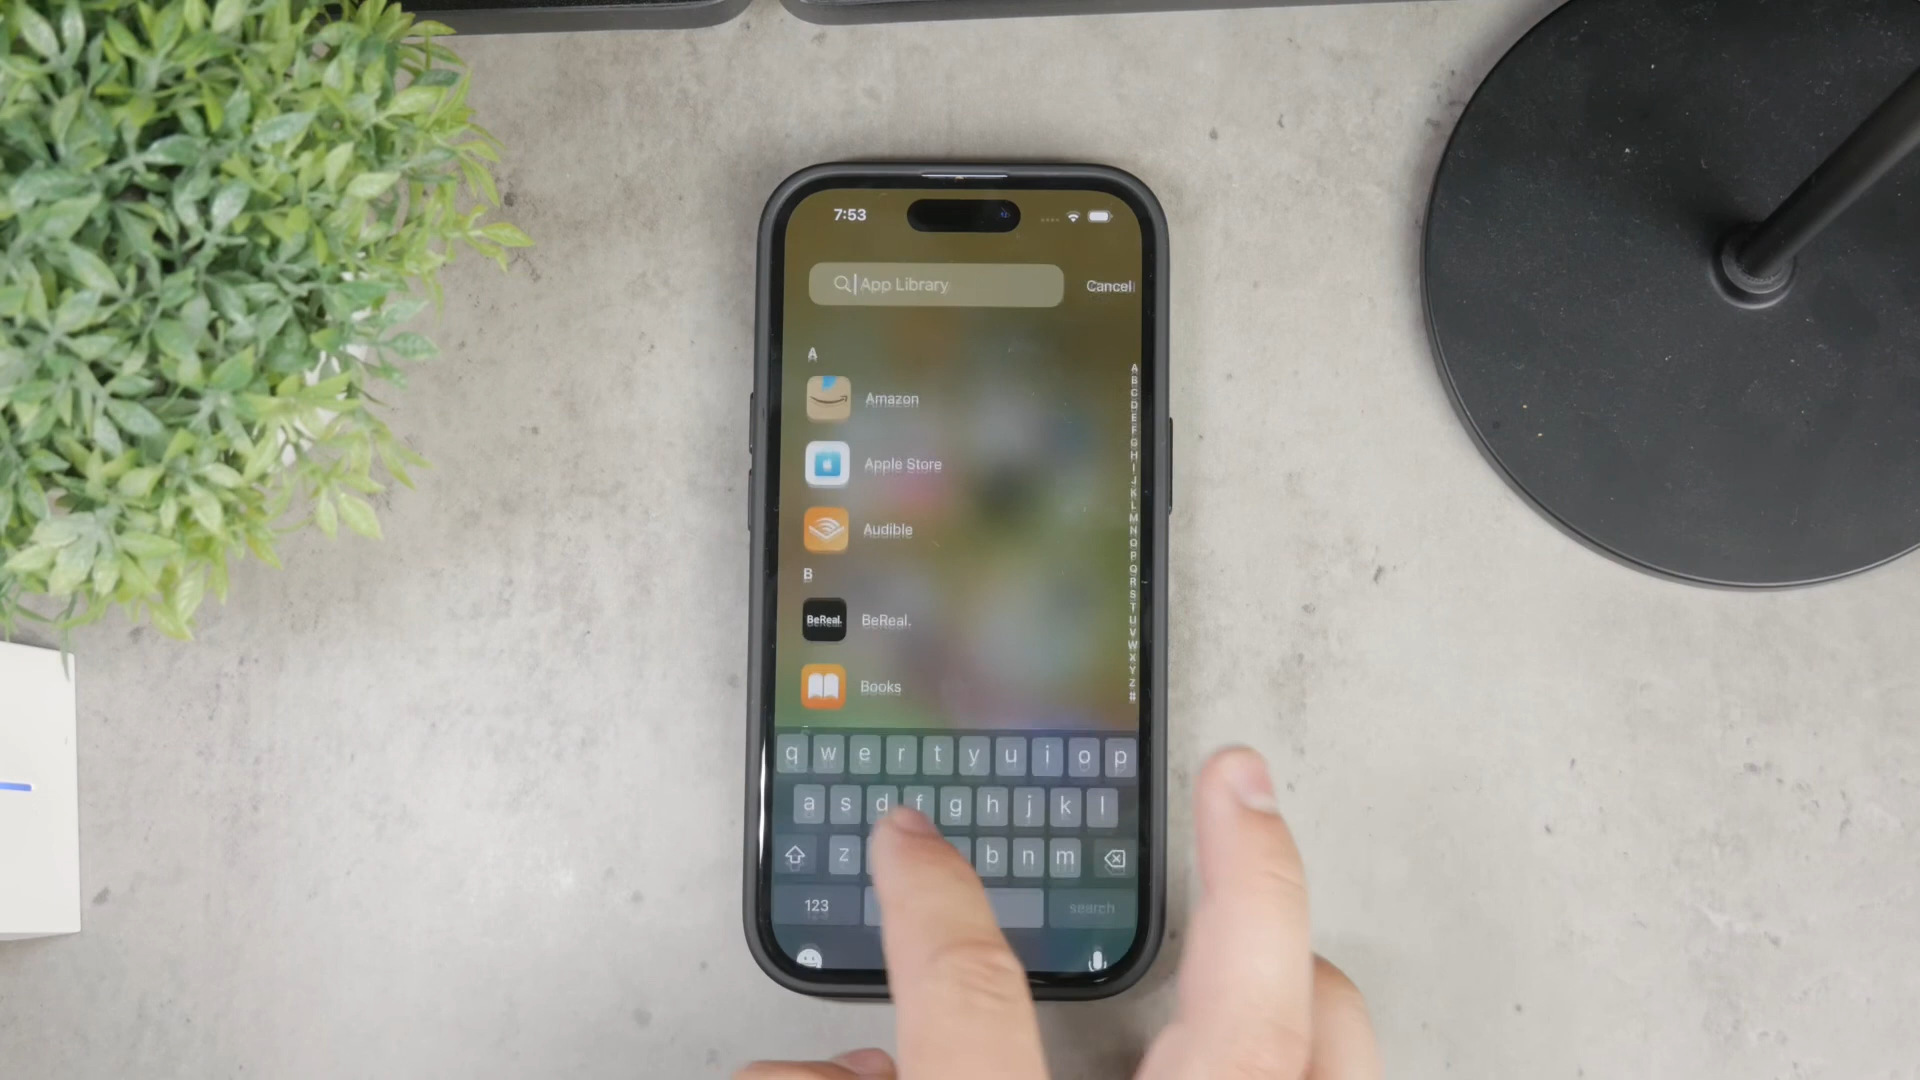 7:53
App Library
Cancel
A
Amazon
Apple Store
Audible
B
BeReal.
BeReal.
Books
A
B
C
D
E
F
G
H
I
J
K
L
M
N
O
P
Q
R
S
T
U
V
W
X
Y
Z
#
q w e r t y u i o p
a s d f g h j k l
z b n m
123
search